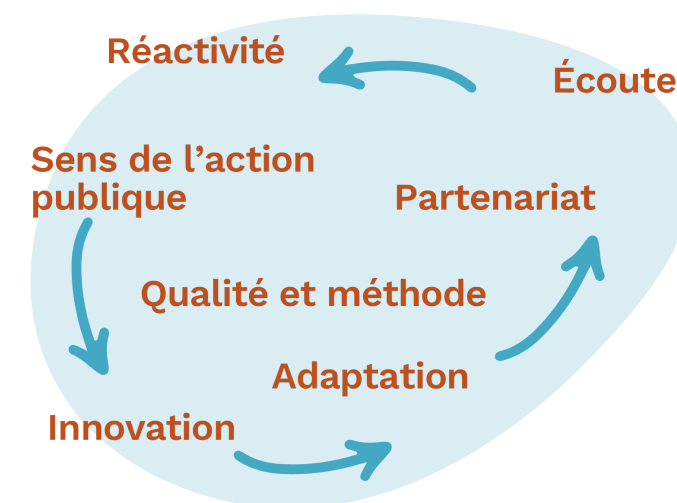 Réactivité
Écoute
Sens de l’action
publique
Partenariat
Qualité et méthode
Adaptation
Innovation